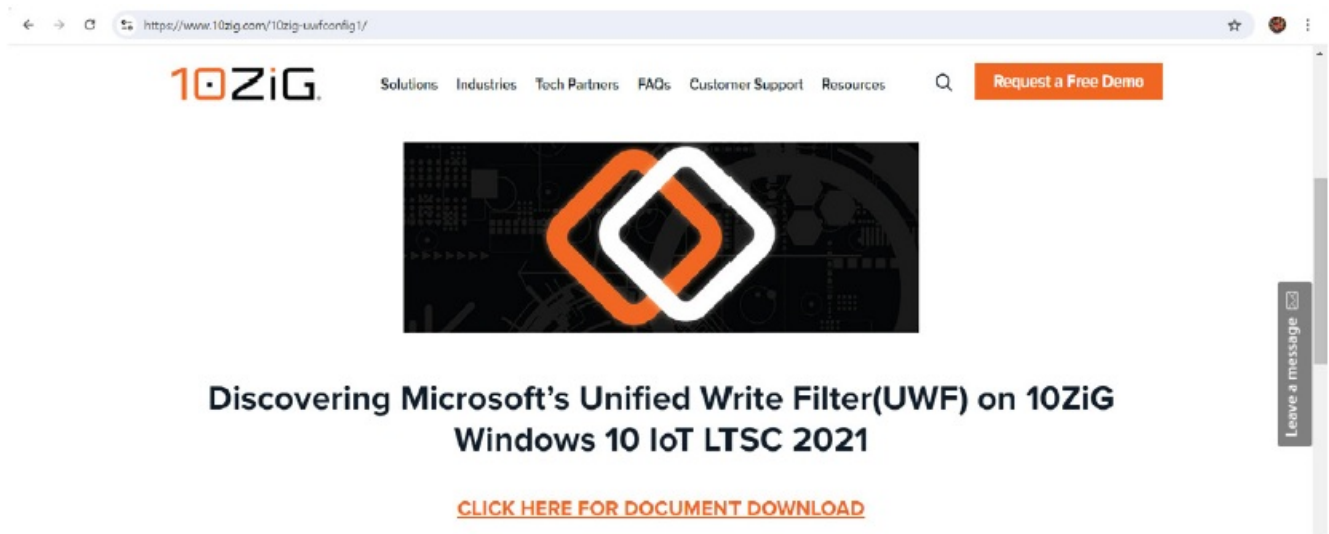 https://www.10zig.com/10zig-uwfconfig1/
10ZiG.
Solutions Industries Tech Partners FAQs Customer Support Resources Request a Free Demo
Leave a message
Discovering Microsoft's Unified Write Filter(UWF) on 10ZiG
Windows 10 IoT LTSC 2021
CLICK HERE FOR DOCUMENT DOWNLOAD